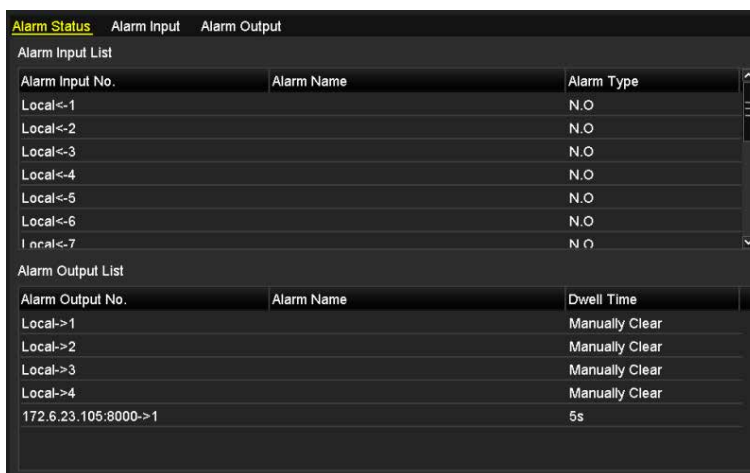 Alarm Status Alarm Input Alarm Output
Alarm Input List
Alarm Input No. Alarm Name Alarm Type
Local<-1 N.O
Local<-2 N.O
Local<-3 N.O
Local<-4 N.O
Local<-5 N.O
Local<-6 N.O
Local<-7 N.O
Alarm Output List
Alarm Output No. Alarm Name Dwell Time
Local->1 Manually Clear
Local->2 Manually Clear
Local->3 Manually Clear
Local->4 Manually Clear
172.6.23.105:8000->1 5s